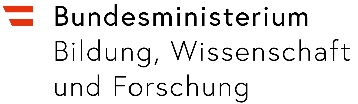 Bundesministerium
Bildung, Wissenschaft
und Forschung